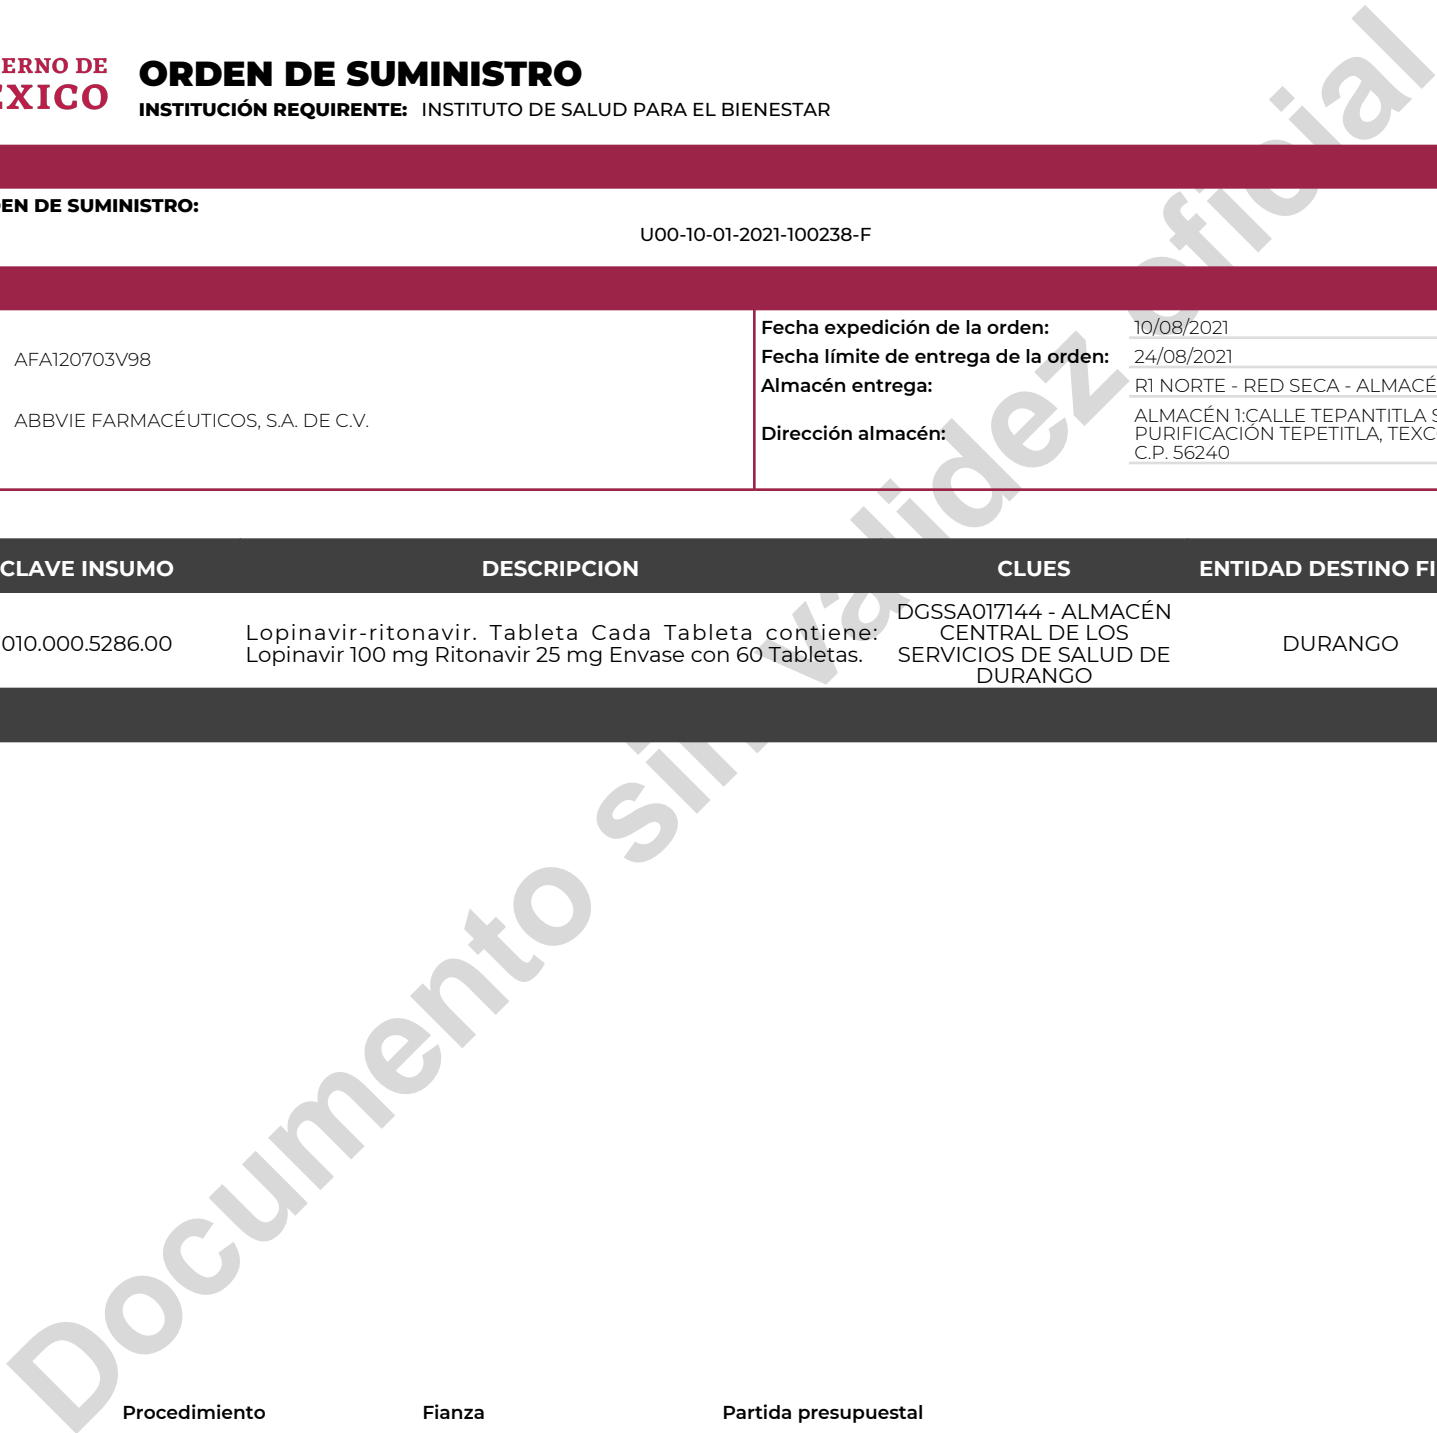 ERNO DE
ORDEN DE SUMINISTRO
EXICO
INSTITUCIÓN REQUIRENTE: INSTITUTO DE SALUD PARA EL BIENESTAR
EN DE SUMINISTRO:
U00-10-01-2021-100238-F
AFA120703V98
ABBVIE FARMACÉUTICOS, S.A. DE C.V.
Fecha expedición de la orden: 10/08/2021
Fecha límite de entrega de la orden: 24/08/2021
Almacén entrega: R1 NORTE - RED SECA - ALMACÉ
Dirección almacén:
ALMACÉN 1:CALLE TEPANTITLA S
PURIFICACIÓN TEPETITLA, TEXC
C.P. 56240
CLAVE INSUMO DESCRIPCION CLUES ENTIDAD DESTINO FI
010.000.5286.00
Lopinavir-ritonavir. Tableta Cada Tableta contiene:
Lopinavir 100 mg Ritonavir 25 mg Envase con 60 Tabletas.
DGSSA017144 - ALMACÉN
CENTRAL DE LOS
SERVICIOS DE SALUD DE
DURANGO
DURANGO
Documento sin validez oficial
Procedimiento Fianza Partida presupuestal